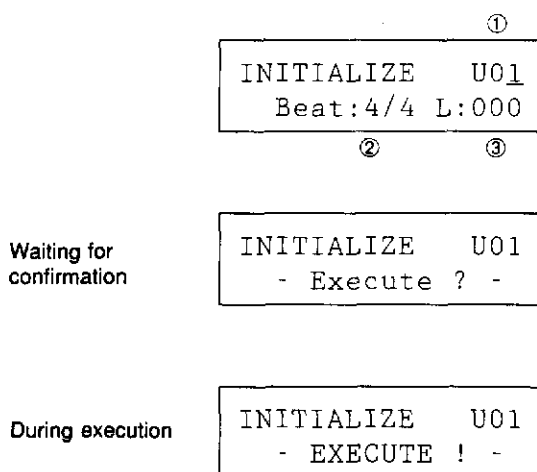 ①
INITIALIZE U01
Beat:4/4 L:000
② ③
Waiting for
confirmation
INITIALIZE U01
- Execute ? -
During execution
INITIALIZE U01
- EXECUTE ! -